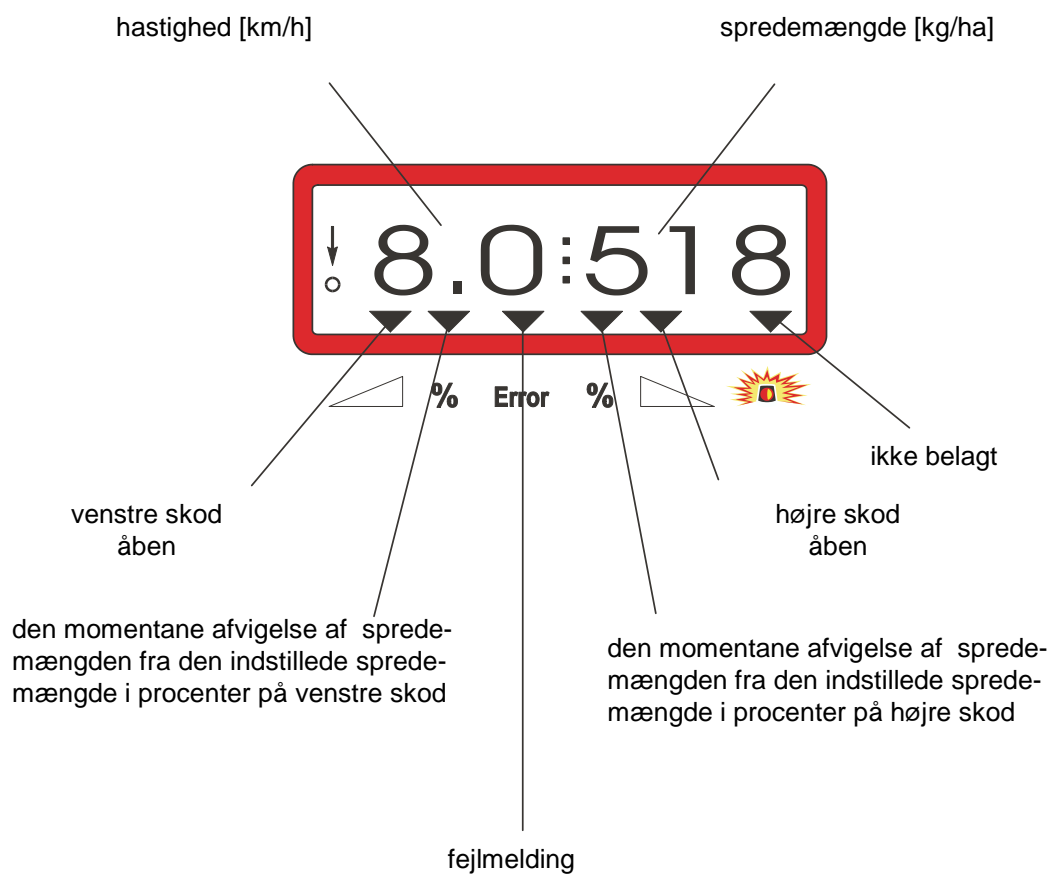 hastighed [km/h]
spredemængde [kg/ha]
8.0:518
% Error %
ikke belagt
venstre skod
åben
højre skod
åben
den momentane afvigelse af sprede-
mængden fra den indstillede sprede-
mængde i procenter på venstre skod
den momentane afvigelse af sprede-
mængden fra den indstillede sprede-
mængde i procenter på højre skod
fejlmelding